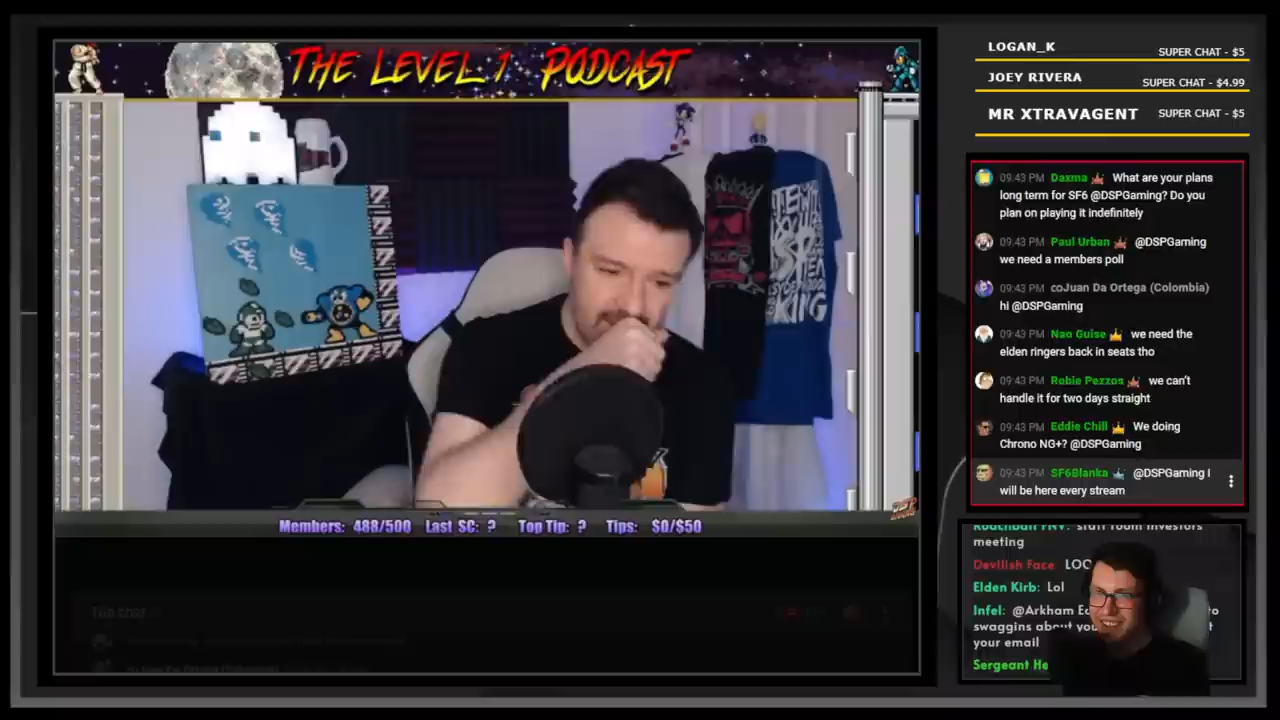 THE LEVEL 1 PODCAST
Members: 488/500 Last SC: ? Top Tip: ? Tips: $0/$50
LOGAN_K SUPER CHAT - $5
JOEY RIVERA SUPER CHAT - $4.99
MR XTRAVAGENT SUPER CHAT - $5
09:43 PM Daxma What are your plans
long term for SF6 @DSPGaming? Do you
plan on playing it indefinitely
09:43 PM Paul Urban @DSPGaming
we need a members poll
09:43 PM coJuan Da Ortega (Colombia)
hi @DSPGaming
09:43 PM Nao Guise we need the
elden ringers back in seats tho
09:43 PM Robie Pezzos we can't
handle it for two days straight
09:43 PM Eddie Chill We doing
Chrono NG+? @DSPGaming
09:43 PM SF6Blanka @DSPGaming I
will be here every stream
staff room investors
meeting
Devilish Face: LOO
Elden Kirb: Lol
Infel: @Arkham to
swaggins about
your email
Sergeant